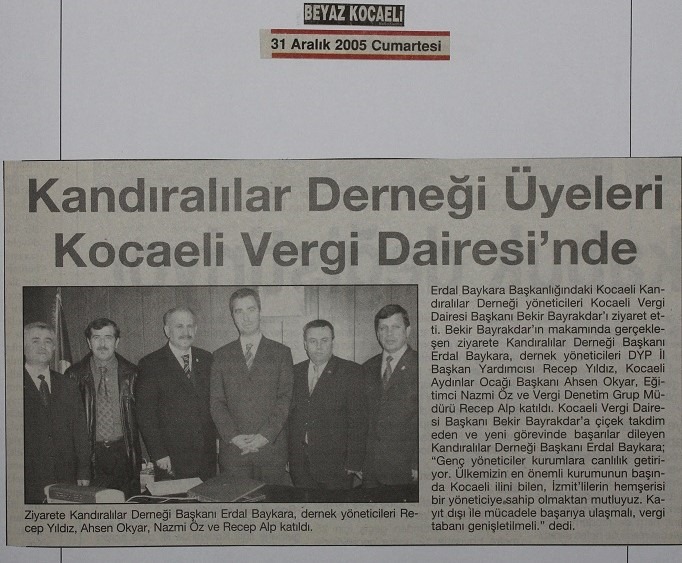 BEYAZ KOCAELİ
31 Aralık 2005 Cumartesi
Kandıralılar Derneği Üyeleri
Kocaeli Vergi Dairesi'nde
Erdal Baykara Başkanlığındaki Kocaeli Kan-
dıralılar Derneği yöneticileri Kocaeli Vergi
Dairesi Başkanı Bekir Bayrakdar'ı ziyaret et-
ti. Bekir Bayrakdar'ın makamında gerçekle-
şen ziyarete Kandıralılar Derneği Başkanı
Erdal Baykara, dernek yöneticileri DYP İl
Başkan Yardımcısı Recep Yıldız, Kocaeli
Aydınlar Ocağı Başkanı Ahsen Okyar, Eği-
timci Nazmi Öz ve Vergi Denetim Grup Mü-
dürü Recep Alp katıldı. Kocaeli Vergi Daire-
si Başkanı Bekir Bayrakdar'a çiçek takdim
eden ve yeni görevinde başarılar dileyen
Kandıralılar Derneği Başkanı Erdal Baykara;
"Genç yöneticiler kurumlara canlılık getiri-
yor. Ülkemizin en önemli kurumunun başın-
da Kocaeli ilini bilen, İzmit'lilerin hemşerisi
bir yöneticiye sahip olmaktan mutluyuz. Ka-
yıt dışı ile mücadele başarıya ulaşmalı, vergi
tabanı genişletilmeli." dedi.
Ziyarete Kandıralılar Derneği Başkanı Erdal Baykara, dernek yöneticileri Re-
cep Yıldız, Ahsen Okyar, Nazmi Öz ve Recep Alp katıldı.